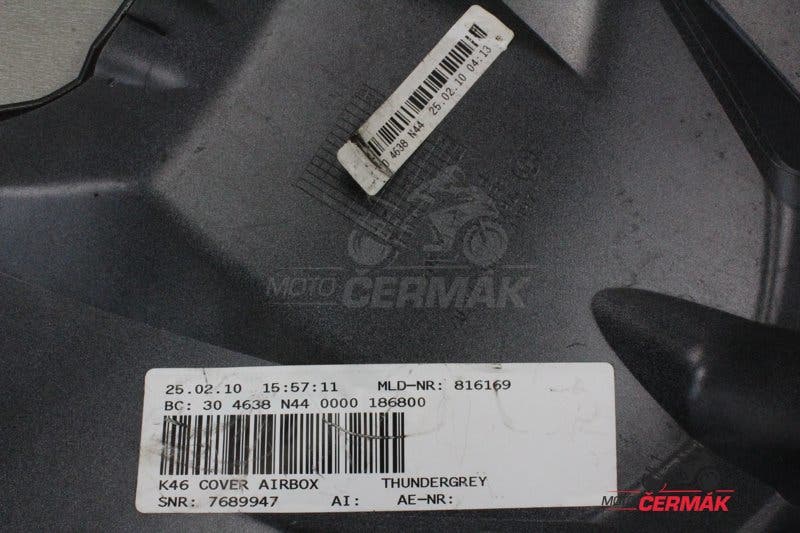 4638 N44 25.02.10 04:13
MOTO
ČERMÁK
25.02.10 15:57:11 MLD-NR: 816169
BC: 30 4638 N44 0000 186800
K46 COVER AIRBOX THUNDERGREY
SNR: 7689947 AI: AE-NR:
MOTO ČERMÁK